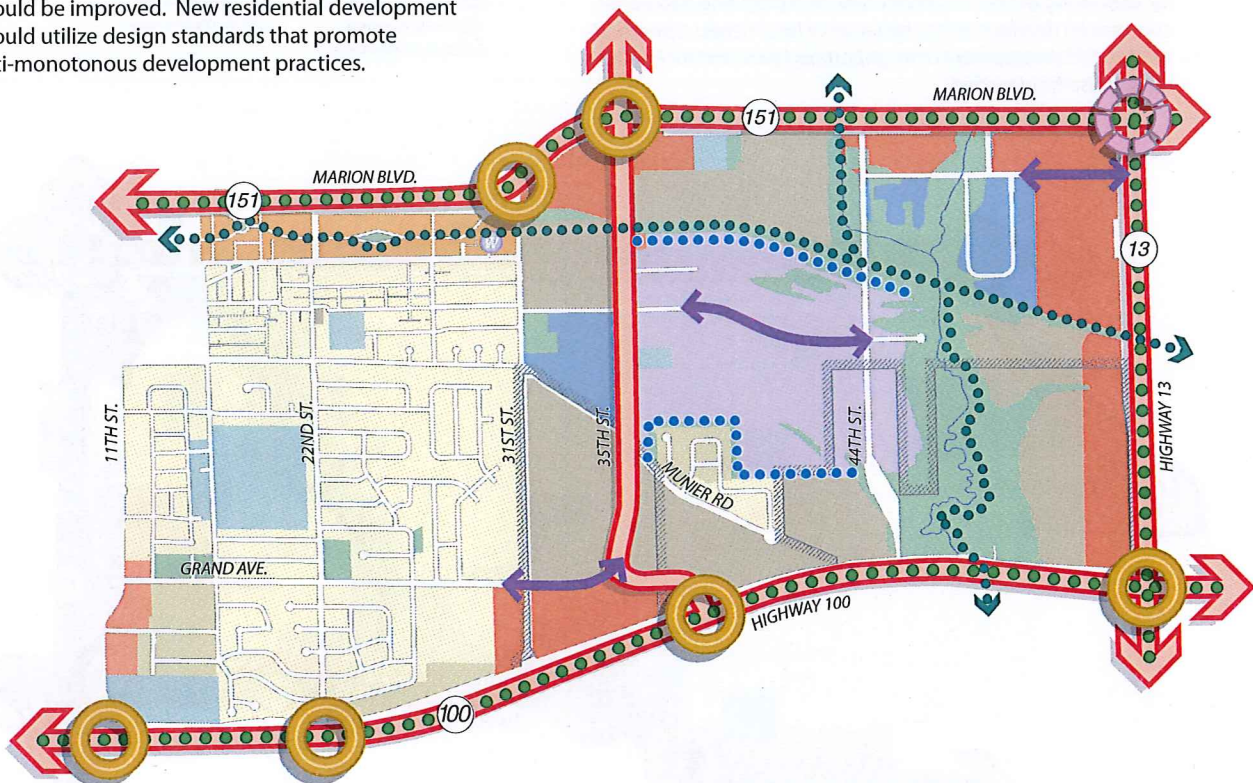 ould be improved. New residential development
ould utilize design standards that promote
ti-monotonous development practices.
MARION BLVD.
151
MARION BLVD.
151
13
HIGHWAY 13
11TH ST.
22ND ST.
31ST ST.
35TH ST.
44TH ST.
MUNIER RD
GRAND AVE.
HIGHWAY 100
100